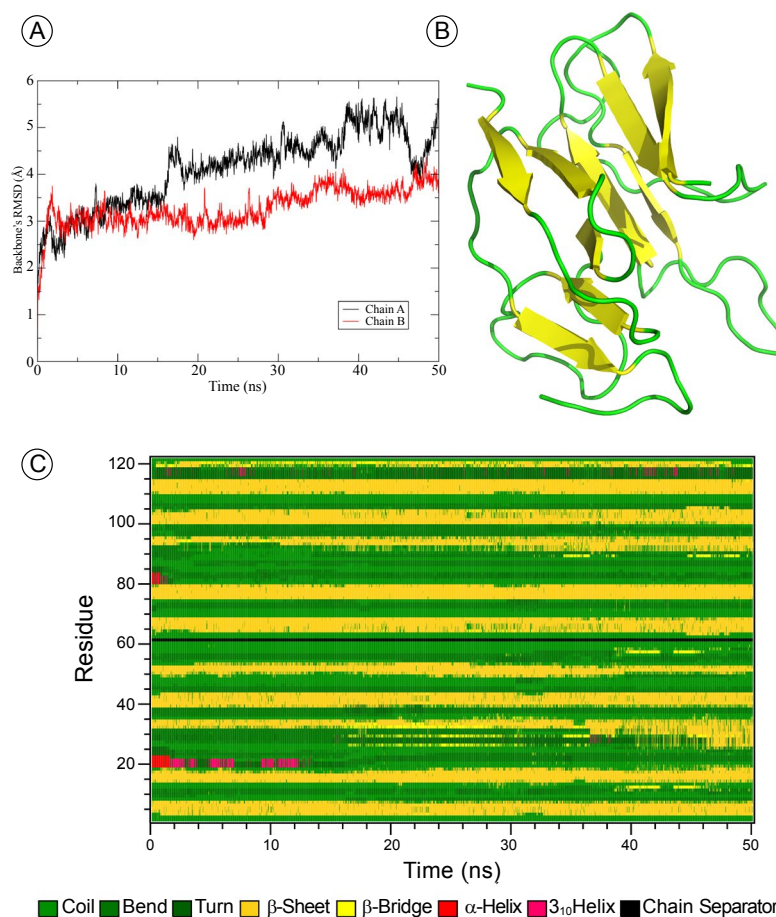 A
B
6
5
4
3
2
1
0
Backbone's RMSD (Å)
Chain A
Chain B
0 10 20 30 40 50
Time (ns)
C
120
100
80
60
40
20
Residue
0 10 20 30 40 50
Time (ns)
Coil Bend Turn β-Sheet β-Bridge α-Helix 3₁₀Helix Chain Separator